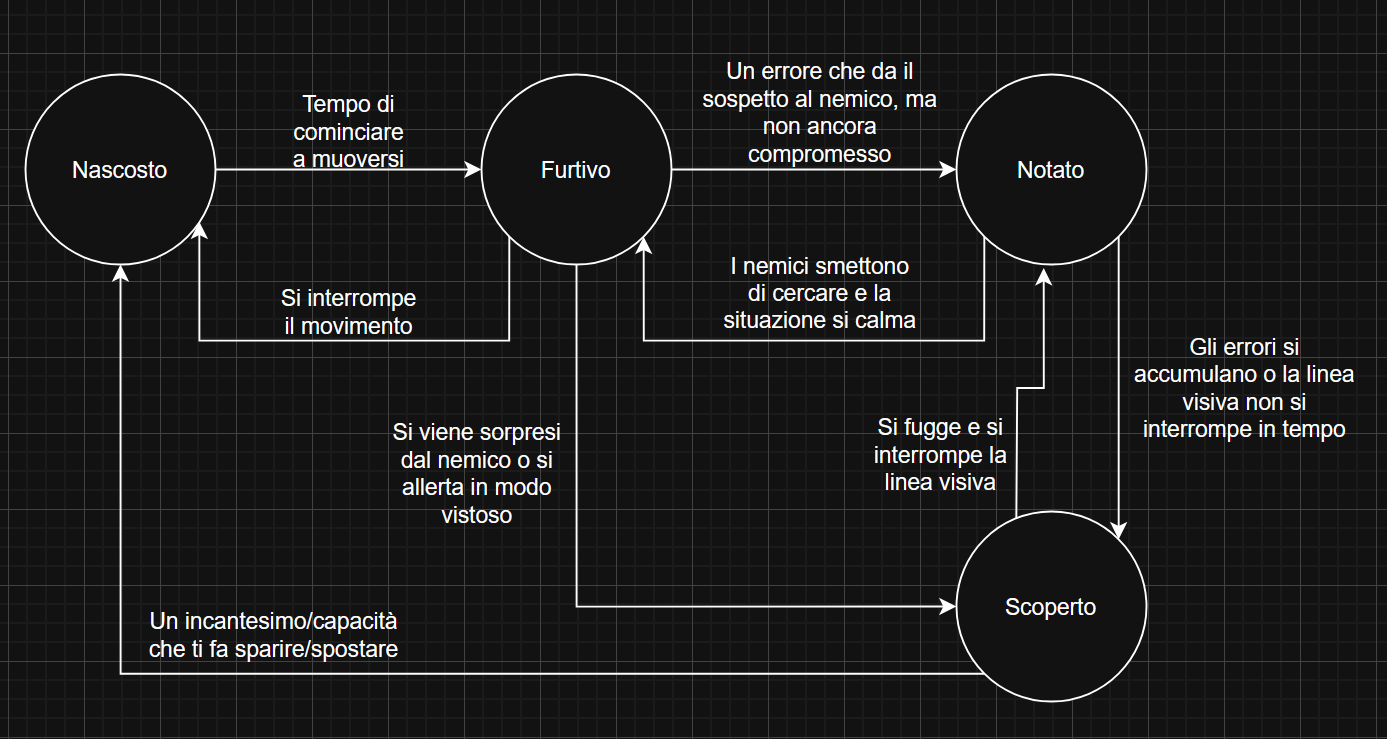 Nascosto
Tempo di
cominciare
a muoversi
Furtivo
Un errore che da il
sospetto al nemico, ma
non ancora
compromesso
Notato
Si interrompe
il movimento
I nemici smettono
di cercare e la
situazione si calma
Gli errori si
accumulano o la linea
visiva non si
interrompe in tempo
Si viene sorpresi
dal nemico o si
allerta in modo
vistoso
Si fugge e si
interrompe la
linea visiva
Scoperto
Un incantesimo/capacità
che ti fa sparire/spostare